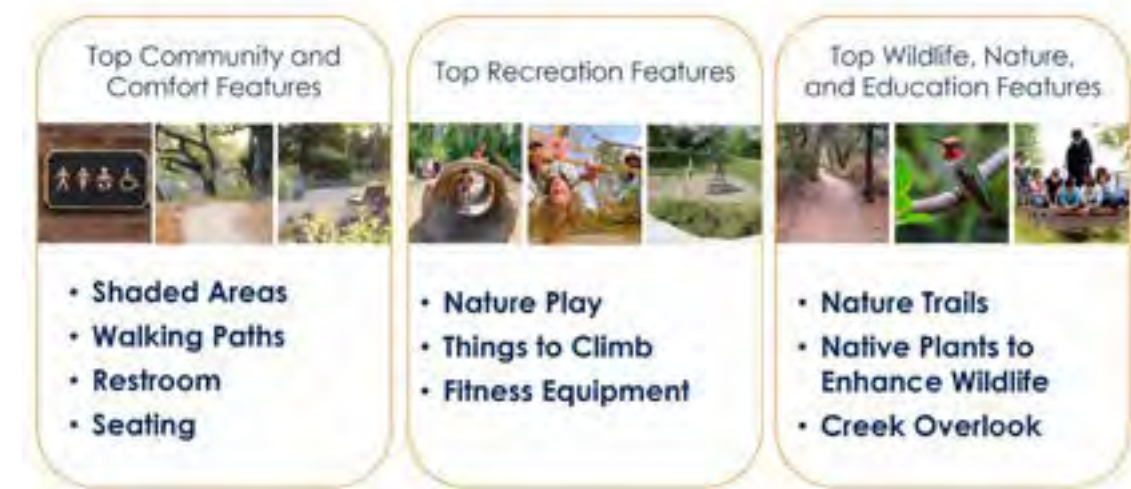 Top Community and
Comfort Features
• Shaded Areas
• Walking Paths
• Restroom
• Seating
Top Recreation Features
• Nature Play
• Things to Climb
• Fitness Equipment
Top Wildlife, Nature,
and Education Features
• Nature Trails
• Native Plants to
Enhance Wildlife
• Creek Overlook